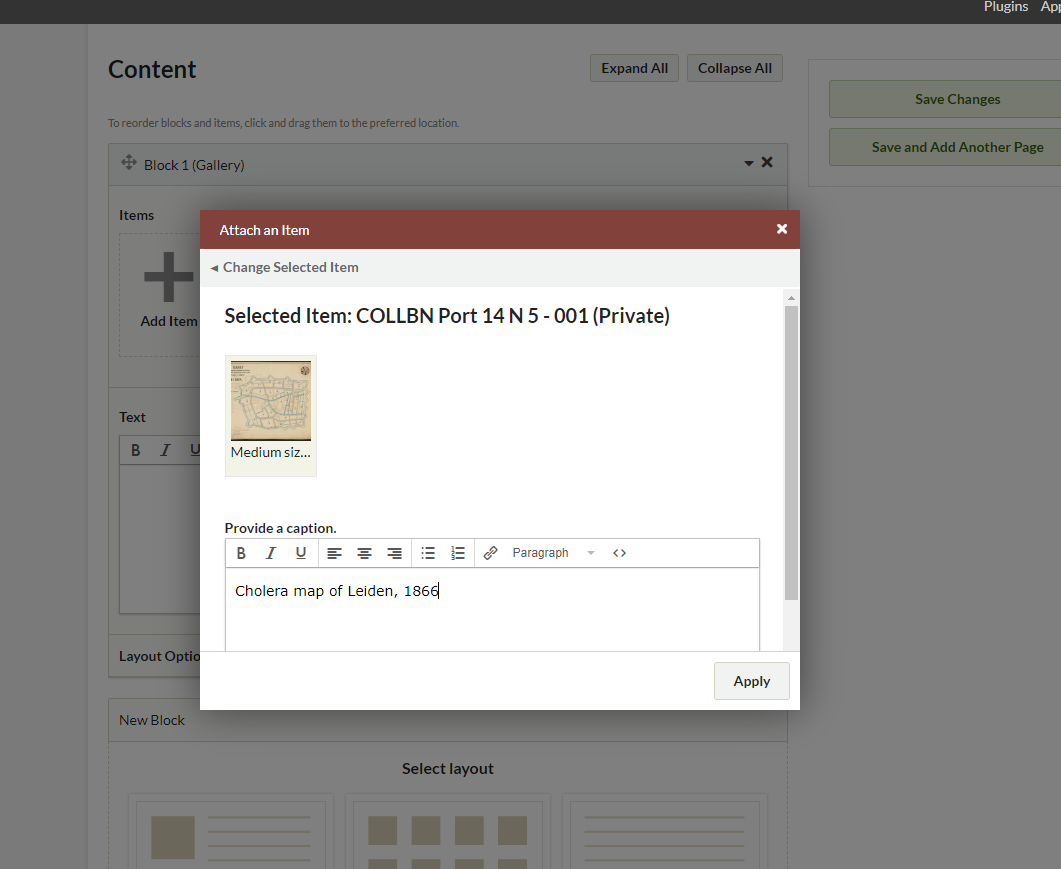 Plugins App
Content
Expand All
Collapse All
To reorder blocks and items, click and drag them to the preferred location.
Save Changes
Save and Add Another Page
Block 1 (Gallery)
Items
Add Item
Attach an Item
Change Selected Item
Selected Item: COLLBN Port 14 N 5 - 001 (Private)
Medium siz...
Provide a caption.
B I U Paragraph
Cholera map of Leiden, 1866
Apply
Text
B I U
Layout Optio
New Block
Select layout